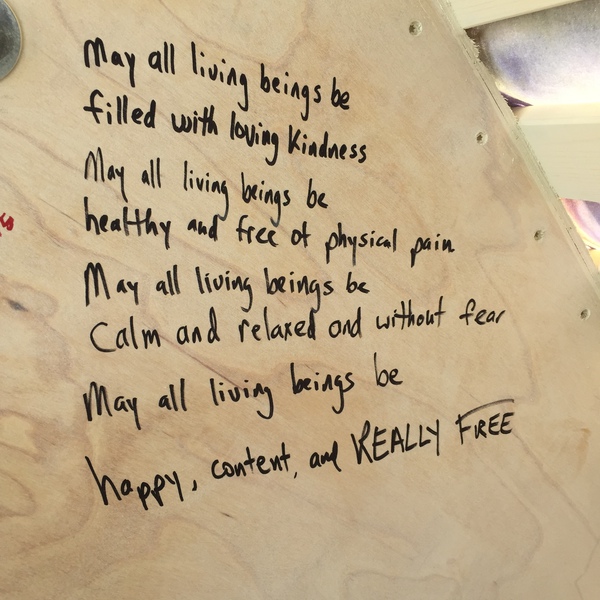 May all living beings be
filled with loving kindness
May all living beings be
healthy and free of physical pain
May all living beings be
Calm and relaxed and without fear
May all living beings be
happy, content, and REALLY FREE